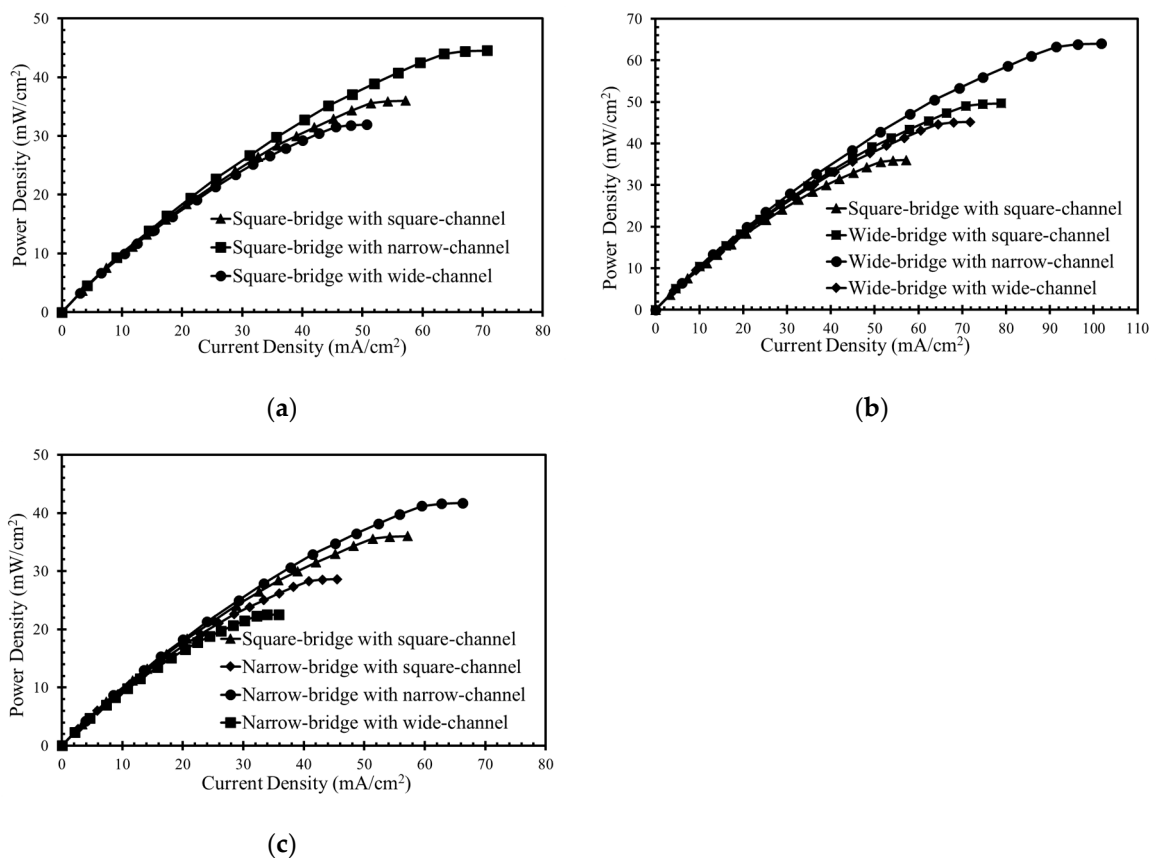 50
40
30
20
10
0
Power Density (mW/cm²)
Square-bridge with square-channel
Square-bridge with narrow-channel
Square-bridge with wide-channel
0 10 20 30 40 50 60 70 80
Current Density (mA/cm²)
(a)
70
60
50
40
30
20
10
0
Power Density (mW/cm²)
Square-bridge with square-channel
Wide-bridge with square-channel
Wide-bridge with narrow-channel
Wide-bridge with wide-channel
0 10 20 30 40 50 60 70 80 90 100 110
Current Density (mA/cm²)
(b)
50
40
30
20
10
0
Power Density (mW/cm²)
Square-bridge with square-channel
Narrow-bridge with square-channel
Narrow-bridge with narrow-channel
Narrow-bridge with wide-channel
0 10 20 30 40 50 60 70 80
Current Density (mA/cm²)
(c)